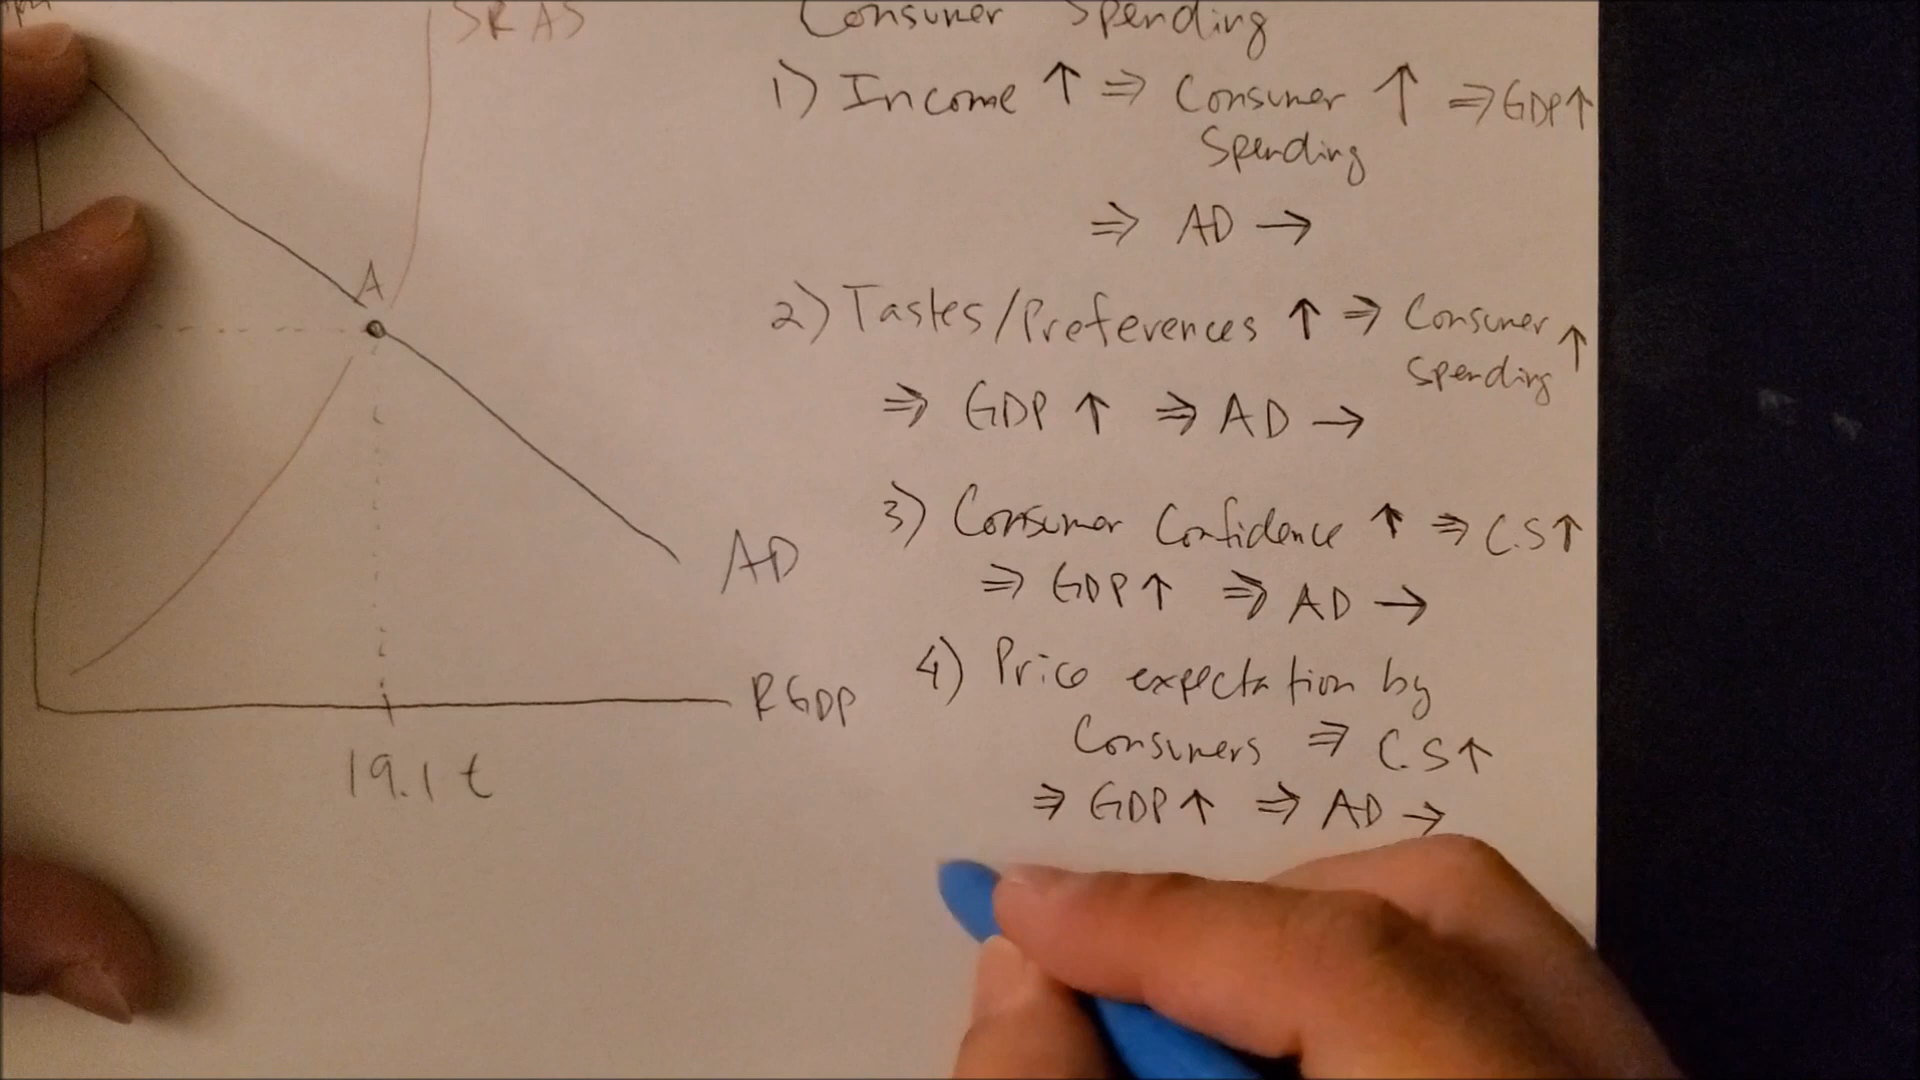 SRAS
A
AD
RGDP
19.1 t
Consumer Spending
1) Income ↑ ⇒ Consumer ↑ ⇒ GDP ↑
Spending
⇒ AD →
2) Tastes/Preferences ↑ ⇒ Consumer ↑
Spending
⇒ GDP ↑ ⇒ AD →
3) Consumer Confidence ↑ ⇒ C.S ↑
⇒ GDP ↑ ⇒ AD →
4) Price expectation by
Consumers ⇒ C.S ↑
⇒ GDP ↑ ⇒ AD →